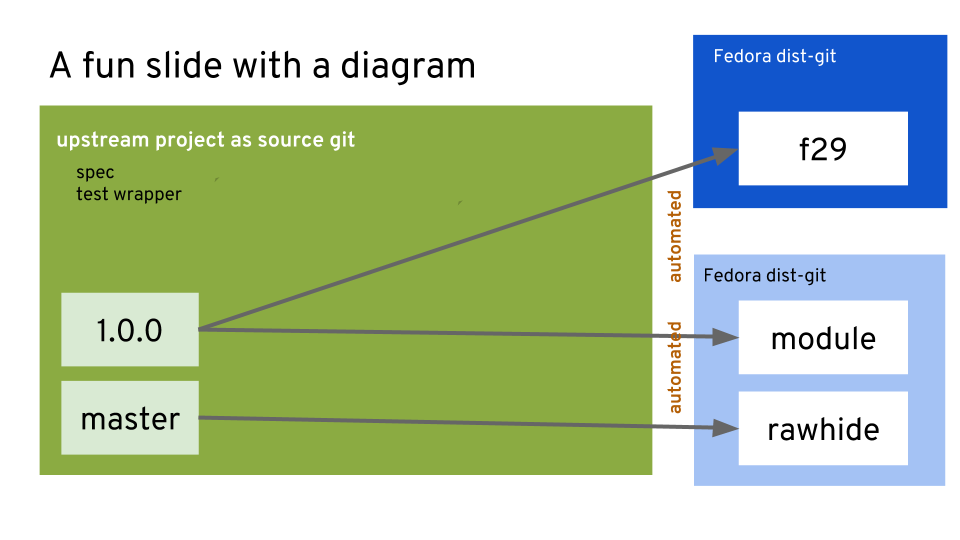 A fun slide with a diagram
upstream project as source git
spec
test wrapper
1.0.0
master
automated
automated
Fedora dist-git
f29
Fedora dist-git
module
rawhide